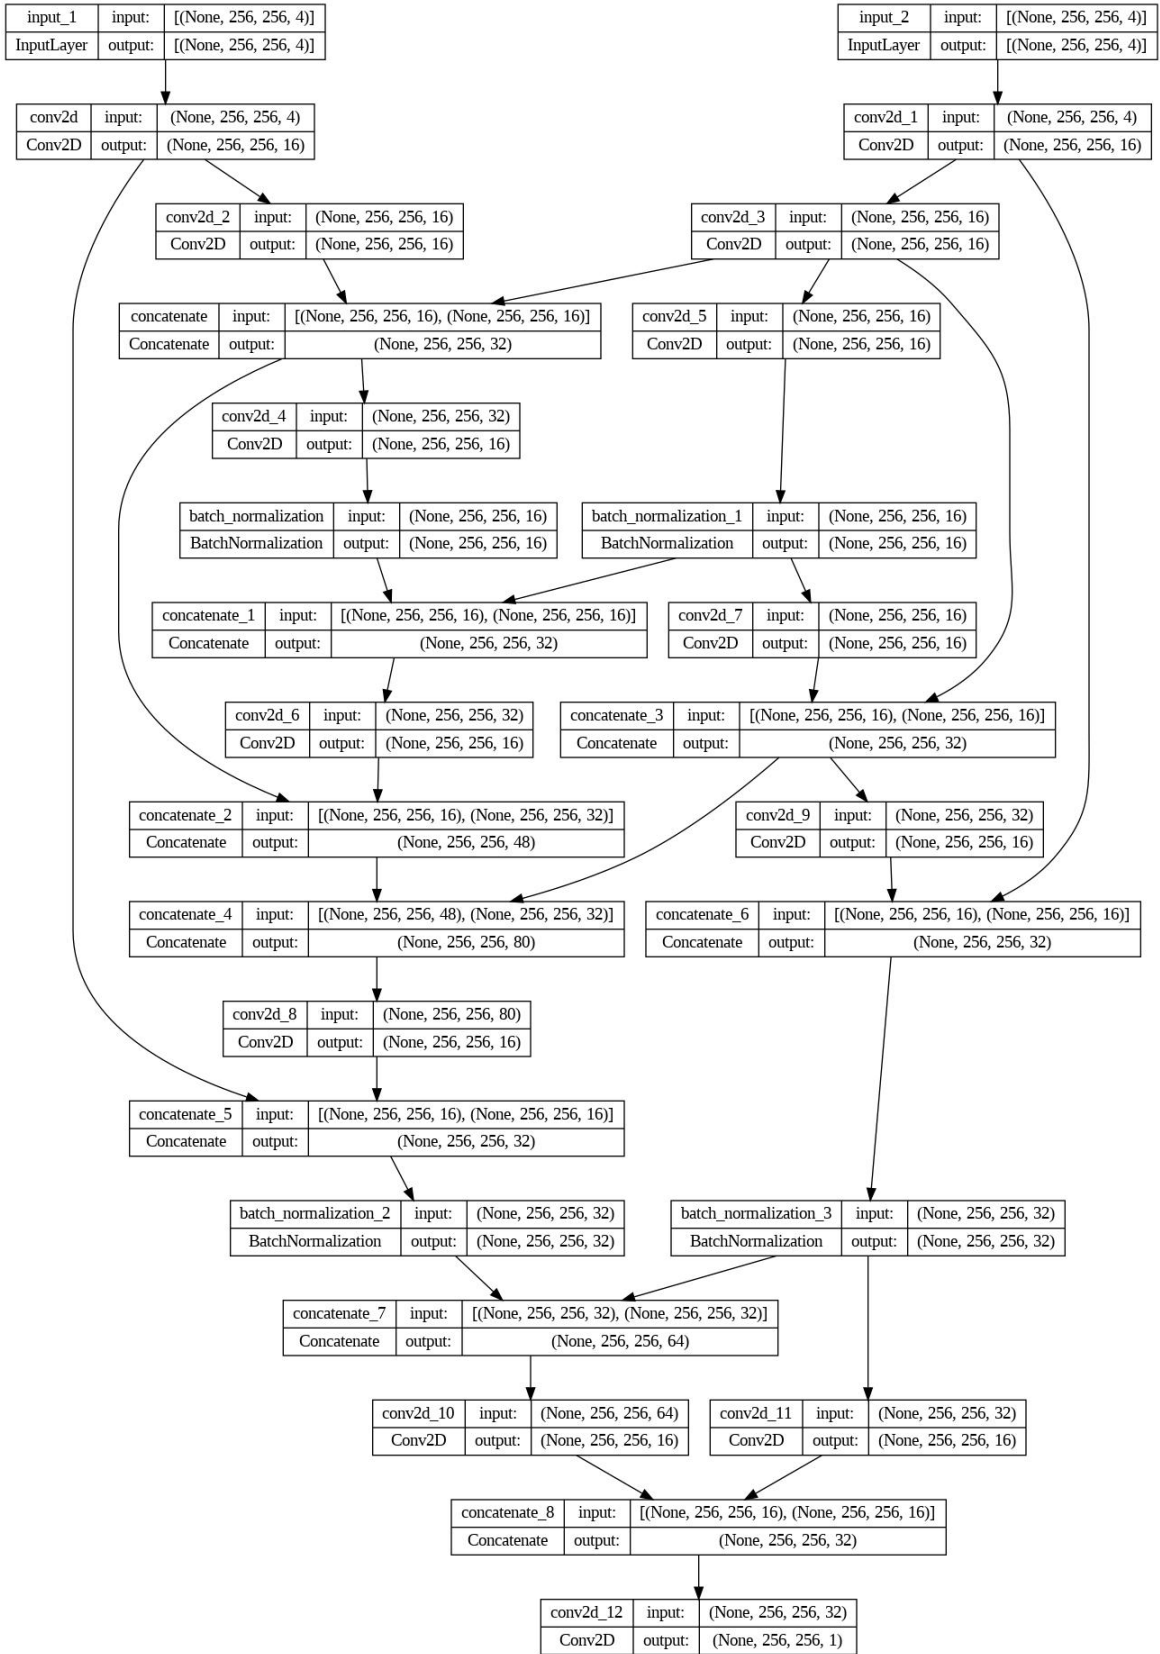 input_1 input: [(None, 256, 256, 4)]
InputLayer output: [(None, 256, 256, 4)]
input_2 input: [(None, 256, 256, 4)]
InputLayer output: [(None, 256, 256, 4)]
conv2d input: (None, 256, 256, 4)
Conv2D output: (None, 256, 256, 16)
conv2d_1 input: (None, 256, 256, 4)
Conv2D output: (None, 256, 256, 16)
conv2d_2 input: (None, 256, 256, 16)
Conv2D output: (None, 256, 256, 16)
conv2d_3 input: (None, 256, 256, 16)
Conv2D output: (None, 256, 256, 16)
concatenate input: [(None, 256, 256, 16), (None, 256, 256, 16)]
Concatenate output: (None, 256, 256, 32)
conv2d_5 input: (None, 256, 256, 16)
Conv2D output: (None, 256, 256, 16)
conv2d_4 input: (None, 256, 256, 32)
Conv2D output: (None, 256, 256, 16)
batch_normalization input: (None, 256, 256, 16)
BatchNormalization output: (None, 256, 256, 16)
batch_normalization_1 input: (None, 256, 256, 16)
BatchNormalization output: (None, 256, 256, 16)
concatenate_1 input: [(None, 256, 256, 16), (None, 256, 256, 16)]
Concatenate output: (None, 256, 256, 32)
conv2d_7 input: (None, 256, 256, 16)
Conv2D output: (None, 256, 256, 16)
conv2d_6 input: (None, 256, 256, 32)
Conv2D output: (None, 256, 256, 16)
concatenate_3 input: [(None, 256, 256, 16), (None, 256, 256, 16)]
Concatenate output: (None, 256, 256, 32)
concatenate_2 input: [(None, 256, 256, 16), (None, 256, 256, 32)]
Concatenate output: (None, 256, 256, 48)
conv2d_9 input: (None, 256, 256, 32)
Conv2D output: (None, 256, 256, 16)
concatenate_4 input: [(None, 256, 256, 48), (None, 256, 256, 32)]
Concatenate output: (None, 256, 256, 80)
concatenate_6 input: [(None, 256, 256, 16), (None, 256, 256, 16)]
Concatenate output: (None, 256, 256, 32)
conv2d_8 input: (None, 256, 256, 80)
Conv2D output: (None, 256, 256, 16)
concatenate_5 input: [(None, 256, 256, 16), (None, 256, 256, 16)]
Concatenate output: (None, 256, 256, 32)
batch_normalization_2 input: (None, 256, 256, 32)
BatchNormalization output: (None, 256, 256, 32)
batch_normalization_3 input: (None, 256, 256, 32)
BatchNormalization output: (None, 256, 256, 32)
concatenate_7 input: [(None, 256, 256, 32), (None, 256, 256, 32)]
Concatenate output: (None, 256, 256, 64)
conv2d_10 input: (None, 256, 256, 64)
Conv2D output: (None, 256, 256, 16)
conv2d_11 input: (None, 256, 256, 32)
Conv2D output: (None, 256, 256, 16)
concatenate_8 input: [(None, 256, 256, 16), (None, 256, 256, 16)]
Concatenate output: (None, 256, 256, 32)
conv2d_12 input: (None, 256, 256, 32)
Conv2D output: (None, 256, 256, 1)